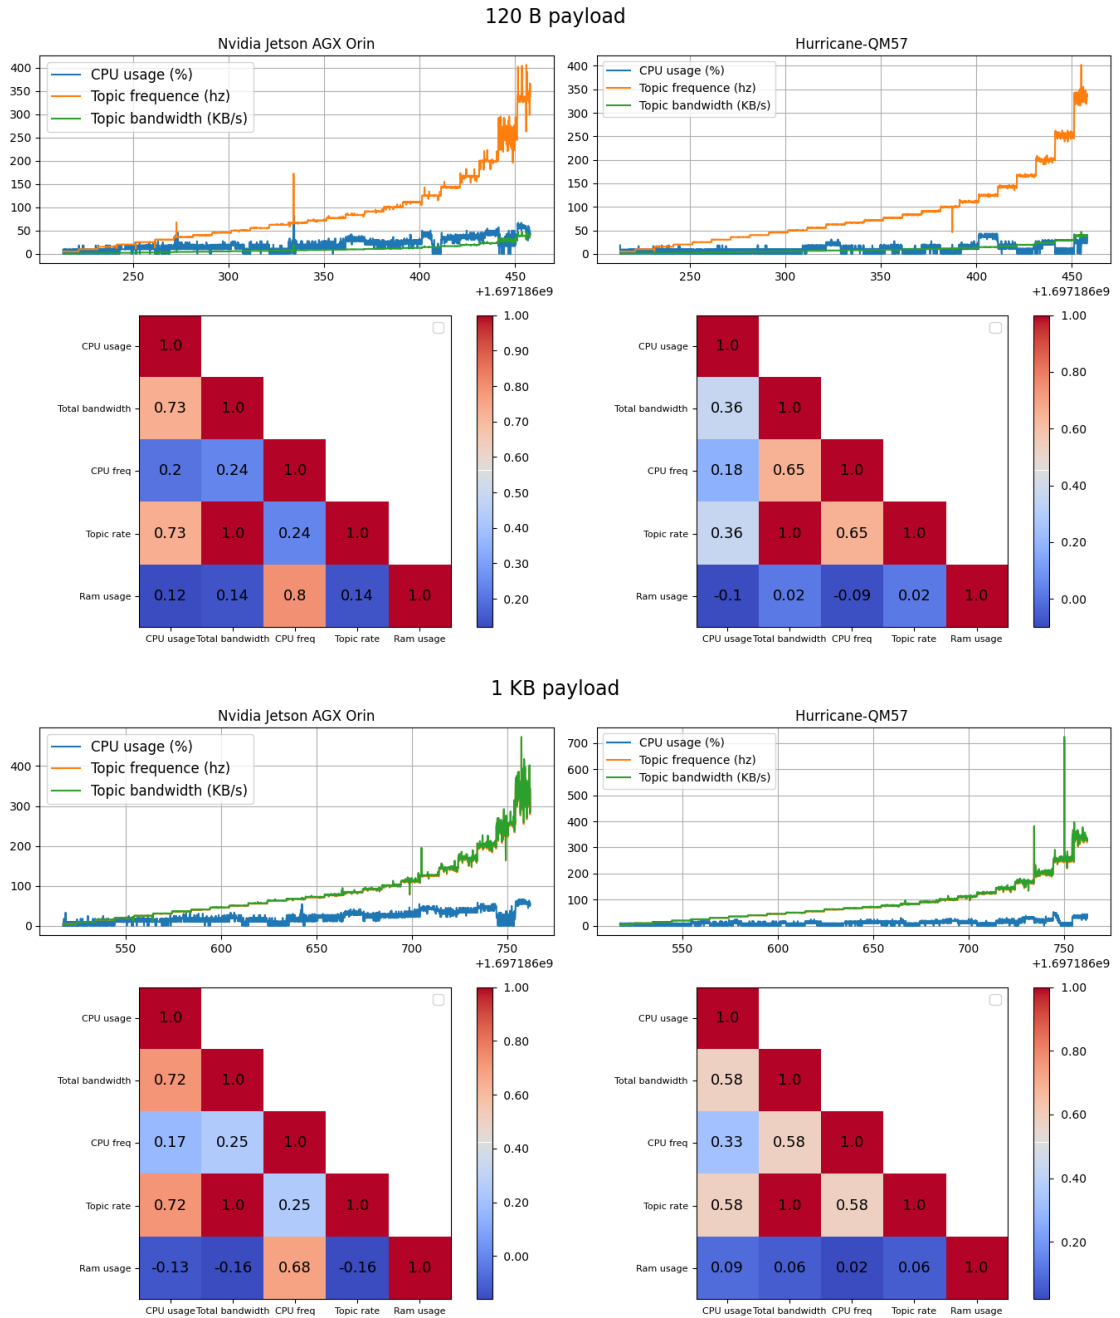 120 B payload
Nvidia Jetson AGX Orin
CPU usage (%)
Topic frequence (hz)
Topic bandwidth (KB/s)
400
350
300
250
200
150
100
50
0
250 300 350 400 450
+1.697186e9
Hurricane-QM57
CPU usage (%)
Topic frequence (hz)
Topic bandwidth (KB/s)
400
350
300
250
200
150
100
50
0
250 300 350 400 450
+1.697186e9
CPU usage 1.0
Total bandwidth 0.73 1.0
CPU freq 0.2 0.24 1.0
Topic rate 0.73 1.0 0.24 1.0
Ram usage 0.12 0.14 0.8 0.14 1.0
CPU usage Total bandwidth CPU freq Topic rate Ram usage
1.00
0.90
0.80
0.70
0.60
0.50
0.40
0.30
0.20
CPU usage 1.0
Total bandwidth 0.36 1.0
CPU freq 0.18 0.65 1.0
Topic rate 0.36 1.0 0.65 1.0
Ram usage -0.1 0.02 -0.09 0.02 1.0
CPU usage Total bandwidth CPU freq Topic rate Ram usage
1.00
0.80
0.60
0.40
0.20
0.00
1 KB payload
Nvidia Jetson AGX Orin
CPU usage (%)
Topic frequence (hz)
Topic bandwidth (KB/s)
400
300
200
100
0
550 600 650 700 750
+1.697186e9
Hurricane-QM57
CPU usage (%)
Topic frequence (hz)
Topic bandwidth (KB/s)
700
600
500
400
300
200
100
0
550 600 650 700 750
+1.697186e9
CPU usage 1.0
Total bandwidth 0.72 1.0
CPU freq 0.17 0.25 1.0
Topic rate 0.72 1.0 0.25 1.0
Ram usage -0.13 -0.16 0.68 -0.16 1.0
CPU usage Total bandwidth CPU freq Topic rate Ram usage
1.00
0.80
0.60
0.40
0.20
0.00
CPU usage 1.0
Total bandwidth 0.58 1.0
CPU freq 0.33 0.58 1.0
Topic rate 0.58 1.0 0.58 1.0
Ram usage 0.09 0.06 0.02 0.06 1.0
CPU usage Total bandwidth CPU freq Topic rate Ram usage
1.00
0.80
0.60
0.40
0.20